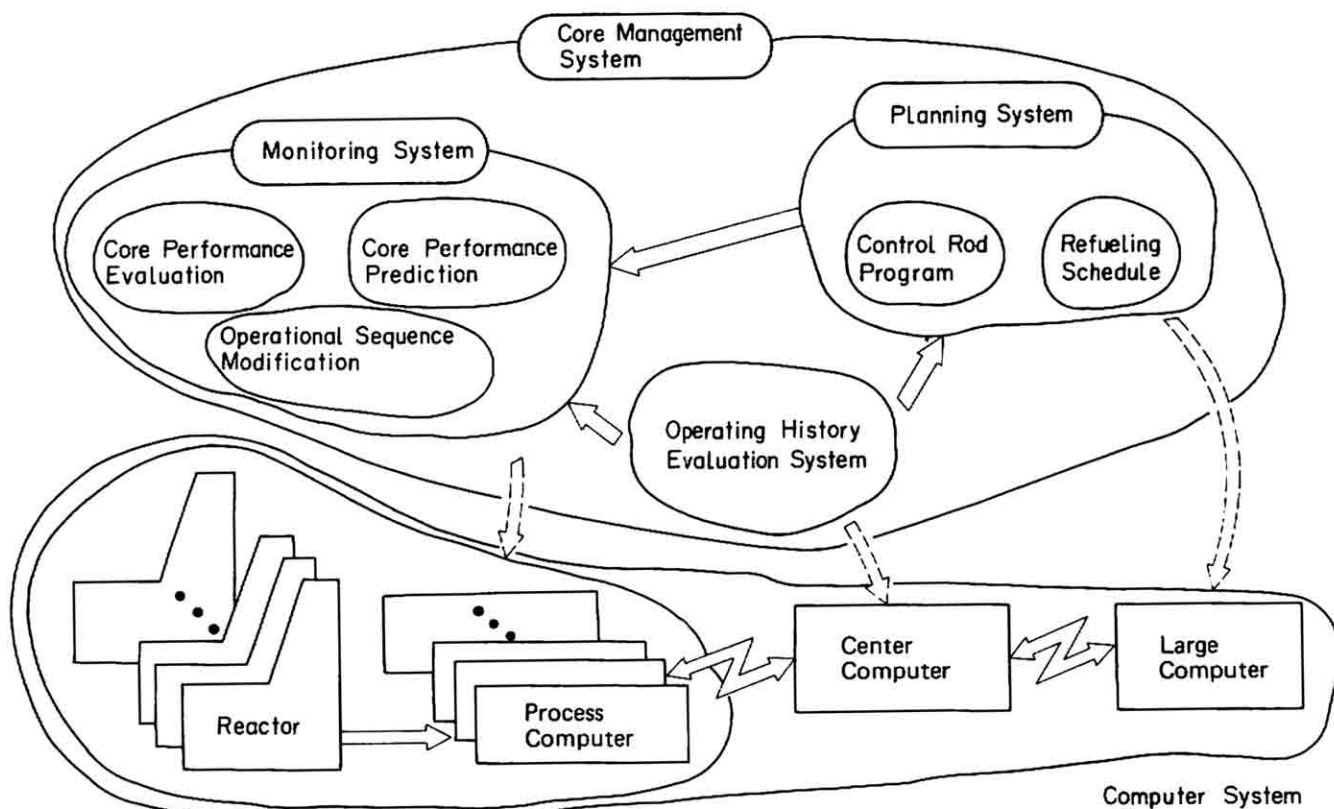 Core Management
System
Planning System
Monitoring System
Core Performance
Evaluation
Core Performance
Prediction
Control Rod
Program
Refueling
Schedule
Operational Sequence
Modification
Operating History
Evaluation System
Reactor
Process
Computer
Center
Computer
Large
Computer
Computer System